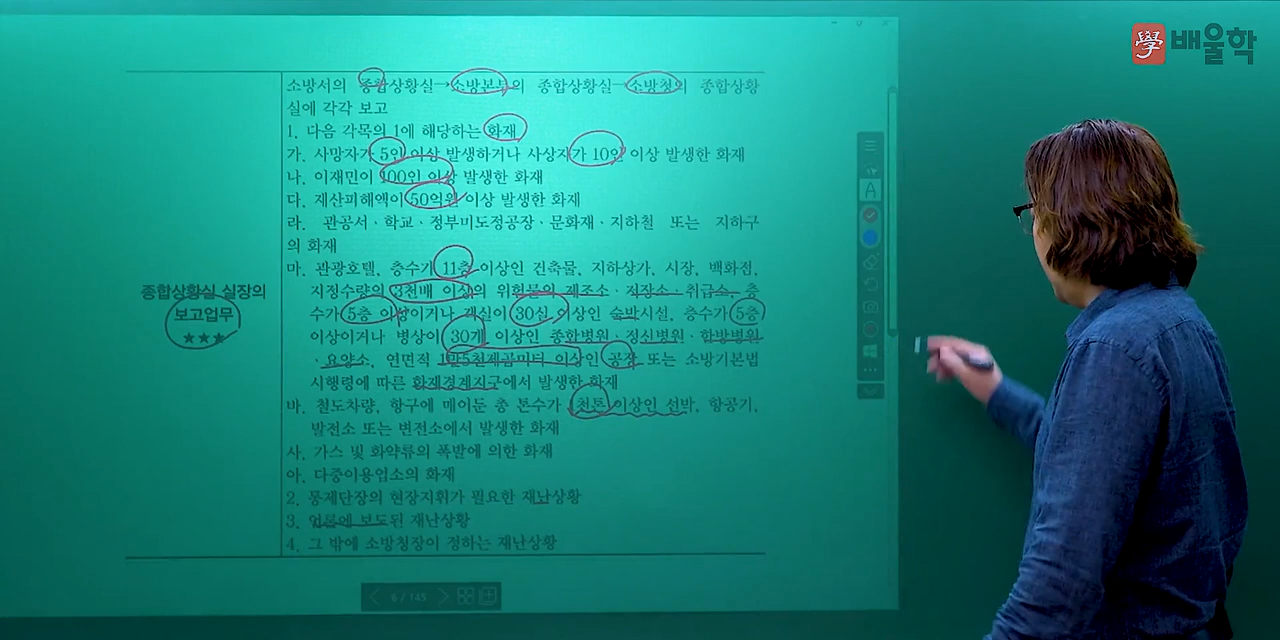 學 배울학
소방서의 종합상황실→소방본부의 종합상황실→소방청의 종합상황
실에 각각 보고
1. 다음 각목의 1에 해당하는 화재
가. 사망자가 5인 이상 발생하거나 사상자가 10인 이상 발생한 화재
나. 이재민이 100인 이상 발생한 화재
다. 재산피해액이 50억원 이상 발생한 화재
라. 관공서·학교·정부미도정공장·문화재·지하철 또는 지하구
의 화재
마. 관광호텔, 층수가 11층 이상인 건축물, 지하상가, 시장, 백화점,
지정수량의 3천배 이상의 위험물의 제조소·저장소·취급소, 층
수가 5층 이상이거나 객실이 30실 이상인 숙박시설, 층수가 5층
이상이거나 병상이 30개 이상인 종합병원·정신병원·한방병원
·요양소, 연면적 1만5천제곱미터 이상인 공장 또는 소방기본법
시행령에 따른 화재경계지구에서 발생한 화재
바. 철도차량, 항구에 매어둔 총 톤수가 1천톤 이상인 선박, 항공기,
발전소 또는 변전소에서 발생한 화재
사. 가스 및 화약류의 폭발에 의한 화재
아. 다중이용업소의 화재
2. 통제단장의 현장지휘가 필요한 재난상황
3. 언론에 보도된 재난상황
4. 그 밖에 소방청장이 정하는 재난상황
종합상황실 실장의
보고업무
★★★
6 / 145